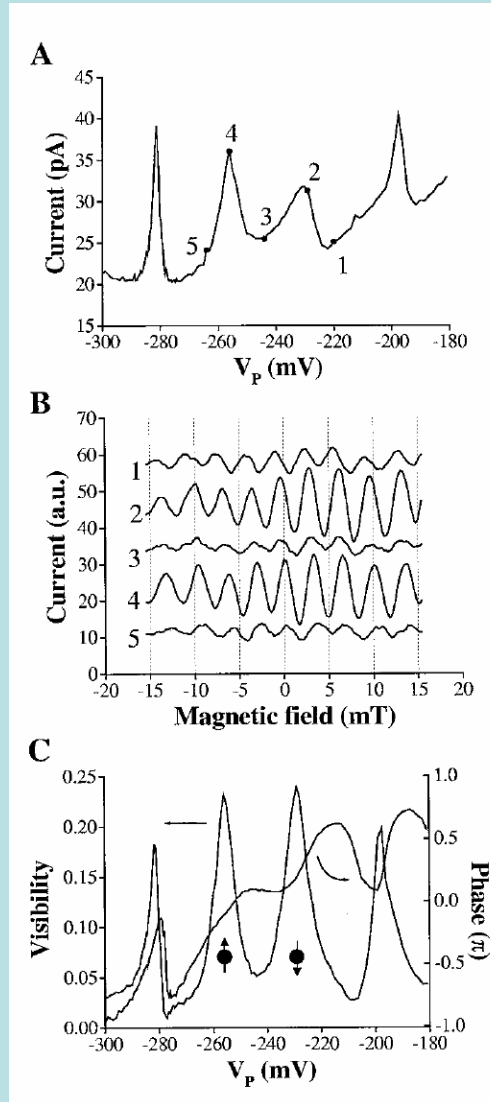 A
45
40
35
30
25
20
15
Current (pA)
4
2
3
5
1
-300 -280 -260 -240 -220 -200 -180
V_P (mV)
B
70
60
50
40
30
20
10
0
Current (a.u.)
1
2
3
4
5
-20 -15 -10 -5 0 5 10 15 20
Magnetic field (mT)
C
0.25
0.20
0.15
0.10
0.05
0.00
Visibility
1.0
0.5
0.0
-0.5
-1.0
Phase (π)
-300 -280 -260 -240 -220 -200 -180
V_P (mV)